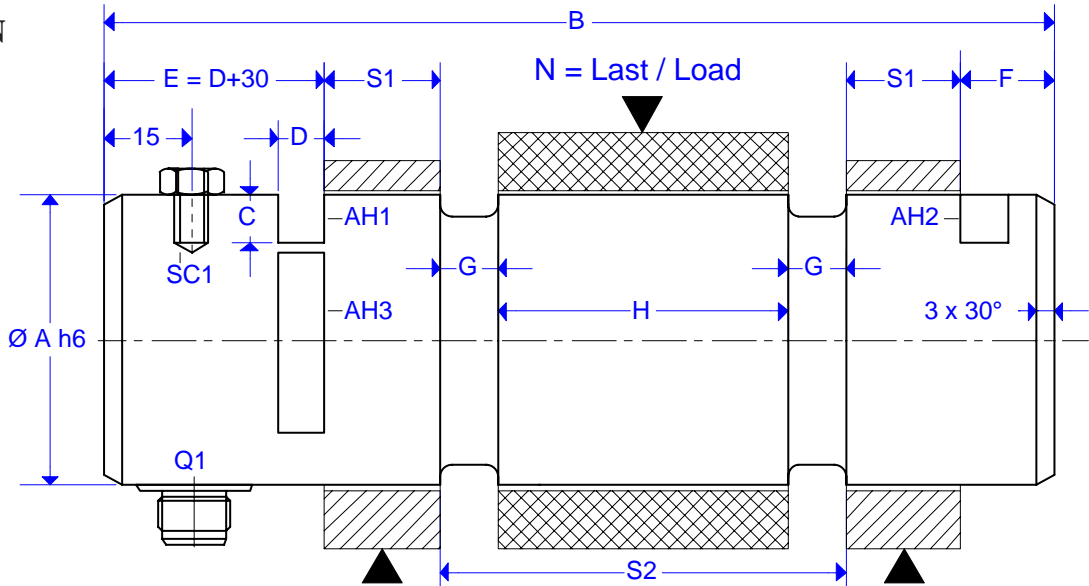 B
N
E = D+30
S1
N = Last / Load
S1
F
15
D
C
AH1
AH2
SC1
G
G
AH3
H
3 x 30°
Ø A h6
Q1
S2